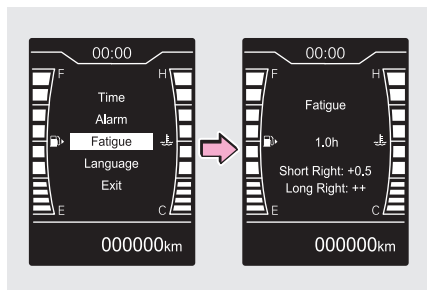 00:00
F H
Time
Alarm
Fatigue
Language
Exit
E C
000000km
00:00
F H
Fatigue
1.0h
Short Right: +0.5
Long Right: ++
E C
000000km